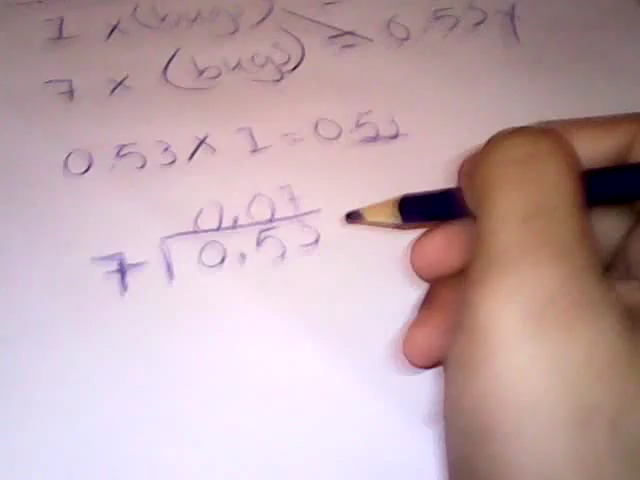 1 x (bugs)
7 x (bugs) = 0.53
0.53 x 1 = 0.53
0.07
7 0.53